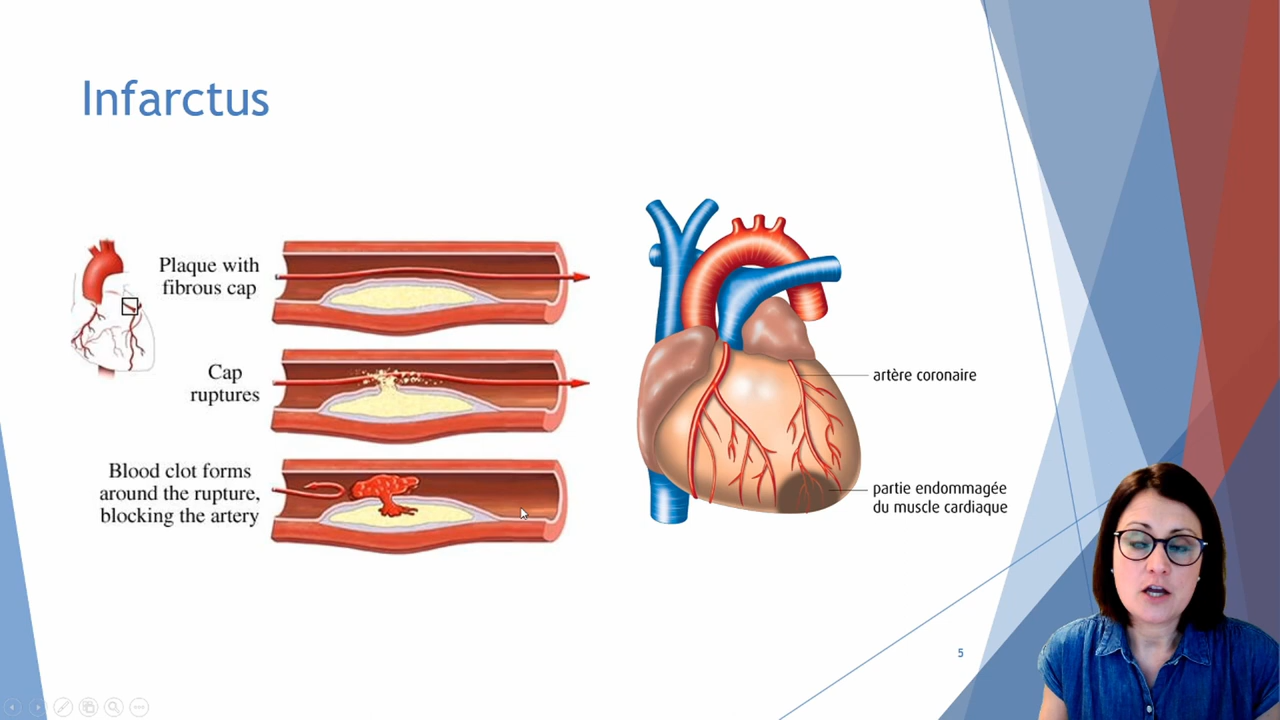 Infarctus
Plaque with
fibrous cap
Cap
ruptures
Blood clot forms
around the rupture,
blocking the artery
artère coronaire
partie endommagée
du muscle cardiaque
5